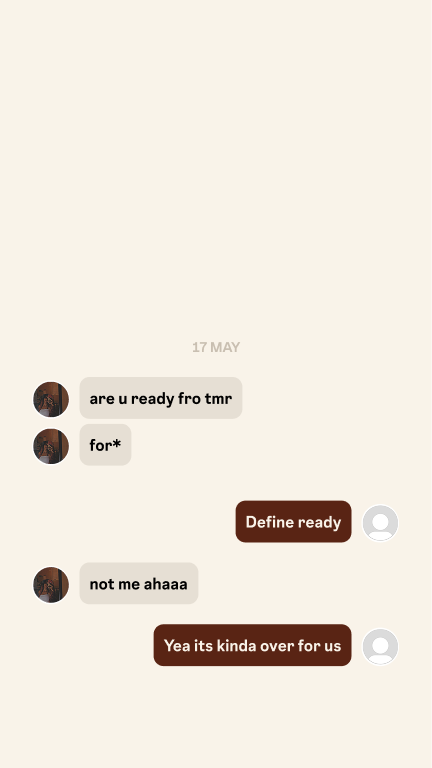 17 MAY
are u ready fro tmr
for*
Define ready
not me ahaaa
Yea its kinda over for us